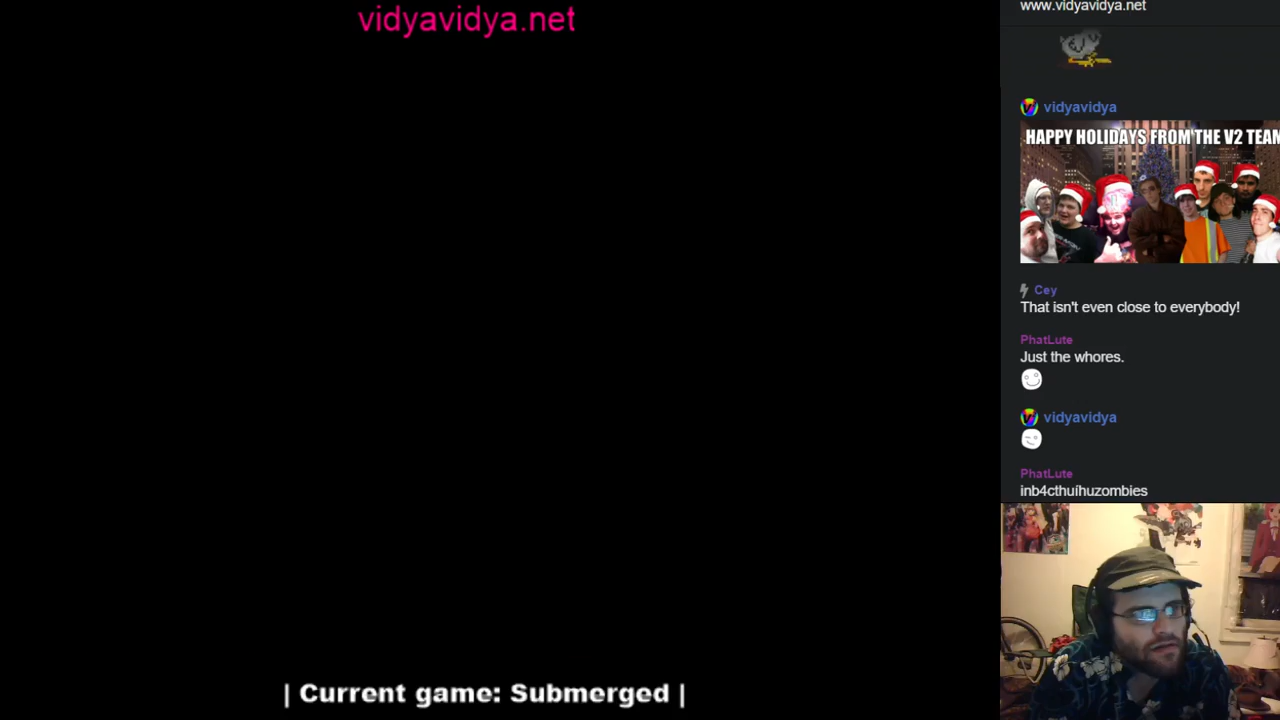 vidyavidya.net
www.vidyavidya.net
vidyavidya
HAPPY HOLIDAYS FROM THE V2 TEAM
Cey
That isn't even close to everybody!
PhatLute
Just the whores.
vidyavidya
PhatLute
inb4cthuihuzombies
| Current game: Submerged |